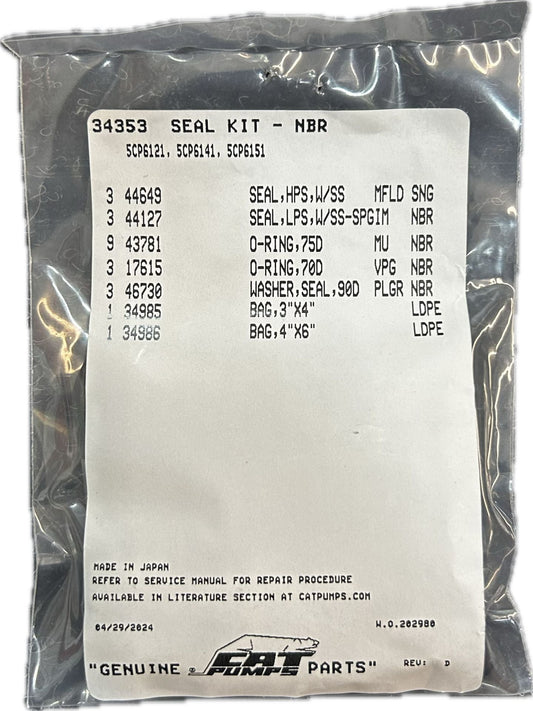 34353 SEAL KIT - NBR
5CP6121, 5CP6141, 5CP6151
3 44649 SEAL,HPS,W/SS MFLD SNG
3 44127 SEAL,LPS,W/SS-SPGIM NBR
9 43781 O-RING,75D MU NBR
3 17615 O-RING,70D VPG NBR
3 46730 WASHER,SEAL,90D PLGR NBR
1 34985 BAG,3"X4" LDPE
1 34986 BAG,4"X6" LDPE
MADE IN JAPAN
REFER TO SERVICE MANUAL FOR REPAIR PROCEDURE
AVAILABLE IN LITERATURE SECTION AT CATPUMPS.COM
04/29/2024 W.O.202980
"GENUINE ® CAT PUMPS PARTS" REV: D